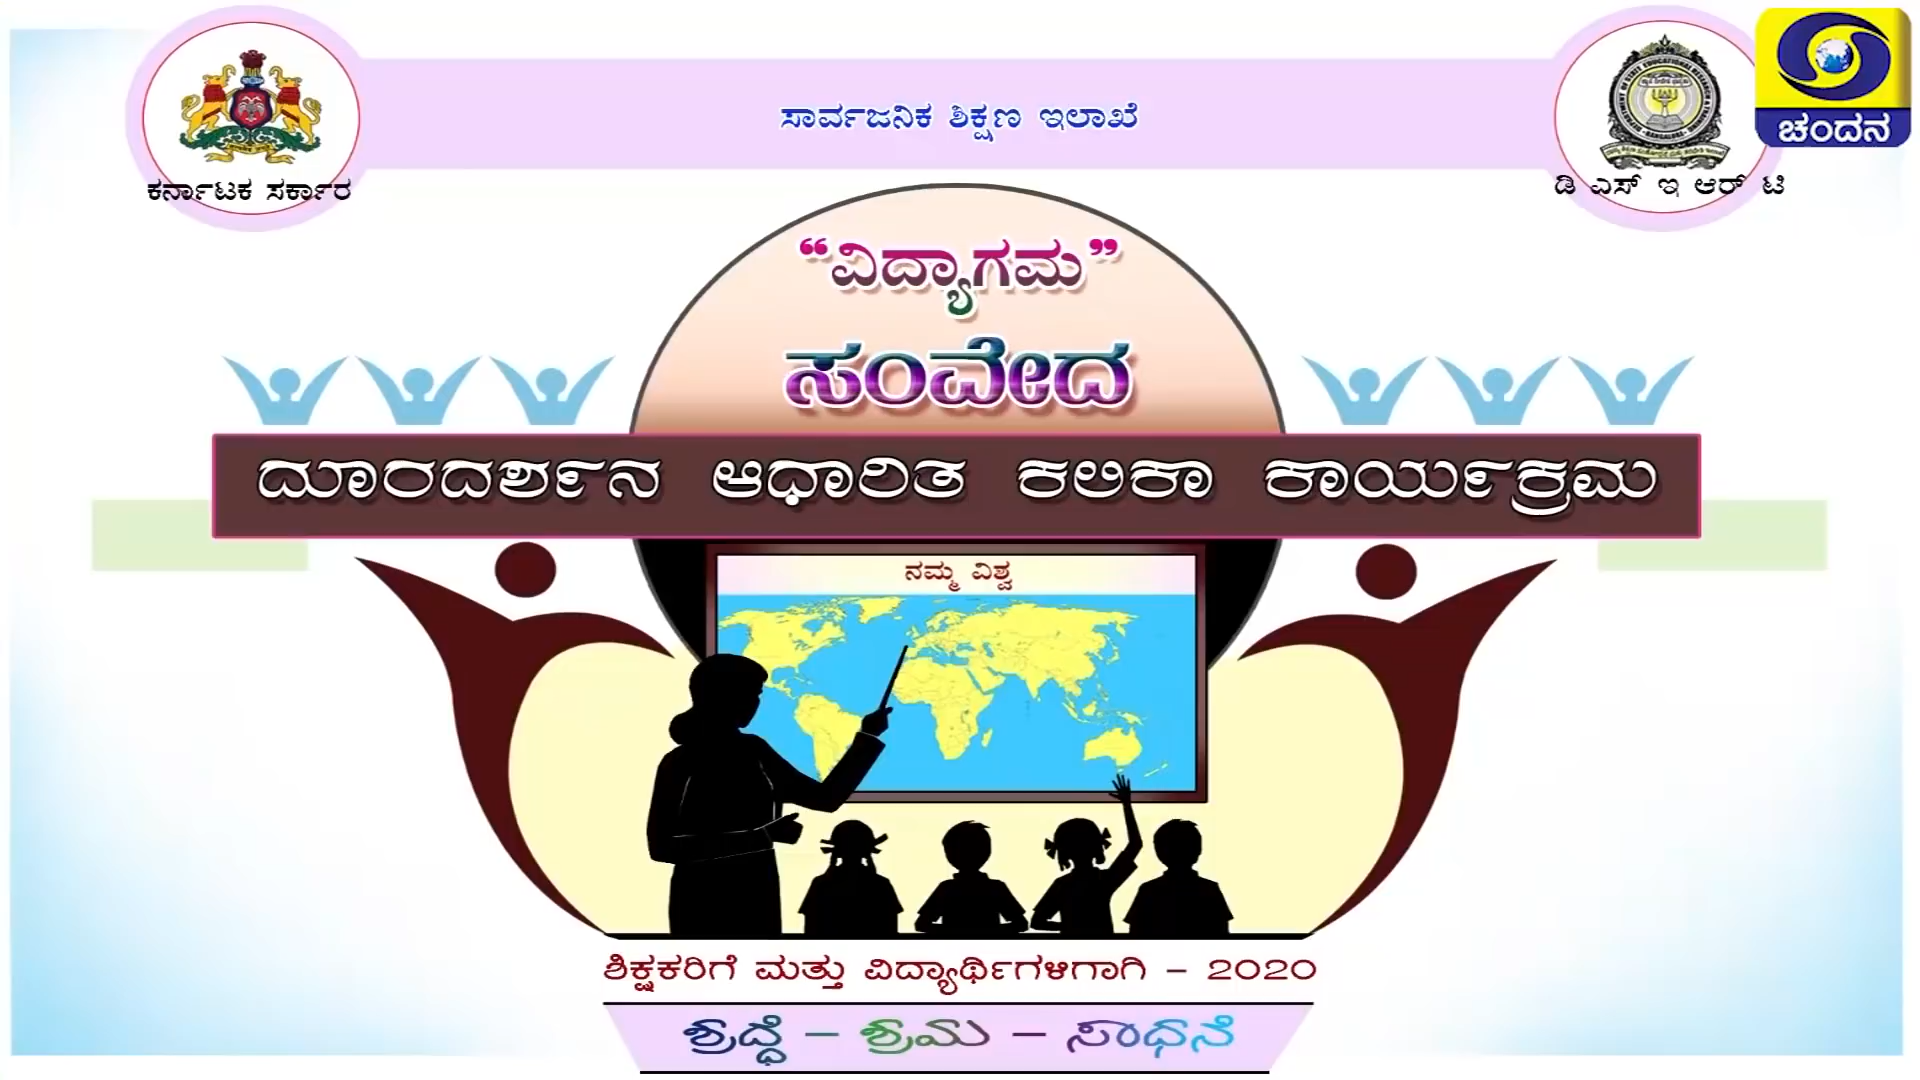 ಸಾರ್ವಜನಿಕ ಶಿಕ್ಷಣ ಇಲಾಖೆ
ಚಂದನ
ಕರ್ನಾಟಕ ಸರ್ಕಾರ
ಡಿ ಎಸ್ ಇ ಆರ್ ಟಿ
“ವಿದ್ಯಾಗಮ”
ಸಂವೇದ
ದೂರದರ್ಶನ ಆಧಾರಿತ ಕಲಿಕಾ ಕಾರ್ಯಕ್ರಮ
ನಮ್ಮ ವಿಶ್ವ
ಶಿಕ್ಷಕರಿಗೆ ಮತ್ತು ವಿದ್ಯಾರ್ಥಿಗಳಿಗಾಗಿ - 2020
ಶ್ರದ್ಧೆ - ಶ್ರಮ - ಸಾಧನೆ